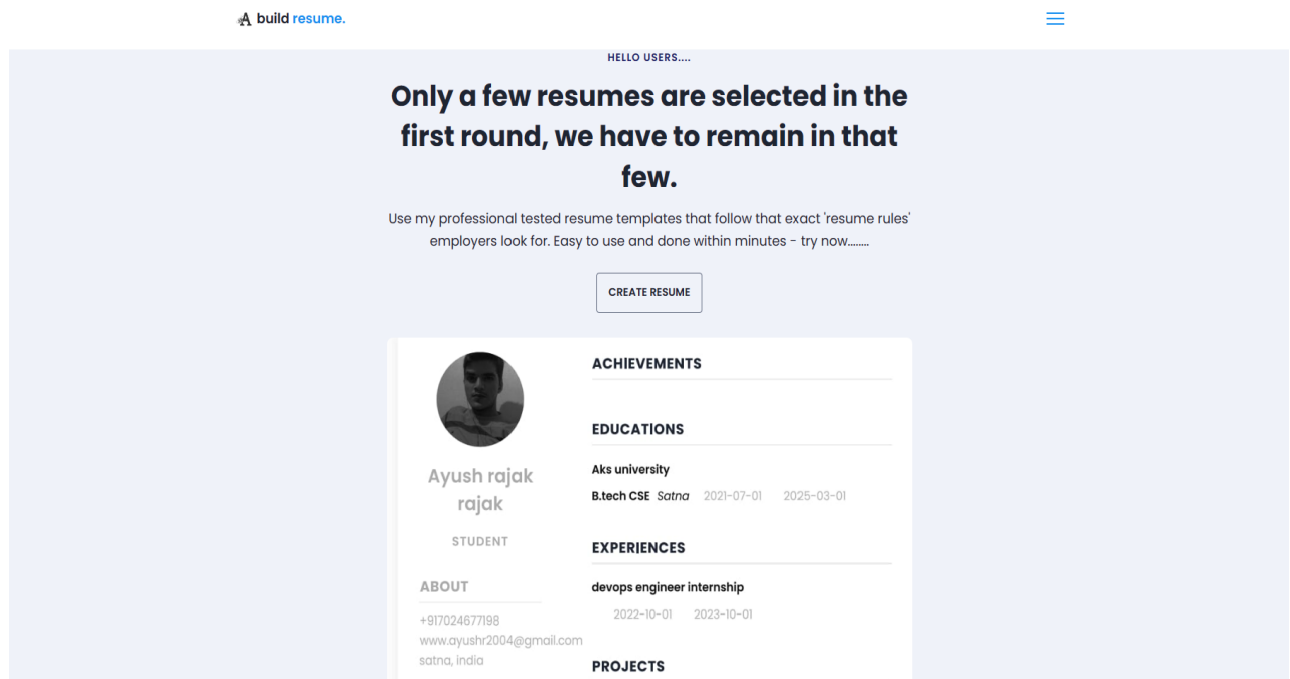 build resume.
HELLO USERS....
Only a few resumes are selected in the
first round, we have to remain in that
few.
Use my professional tested resume templates that follow that exact 'resume rules'
employers look for. Easy to use and done within minutes - try now........
CREATE RESUME
Ayush rajak
rajak
STUDENT
ABOUT
+917024677198
www.ayushr2004@gmail.com
satna, india
ACHIEVEMENTS
EDUCATIONS
Aks university
B.tech CSE Satna 2021-07-01 2025-03-01
EXPERIENCES
devops engineer internship
2022-10-01 2023-10-01
PROJECTS